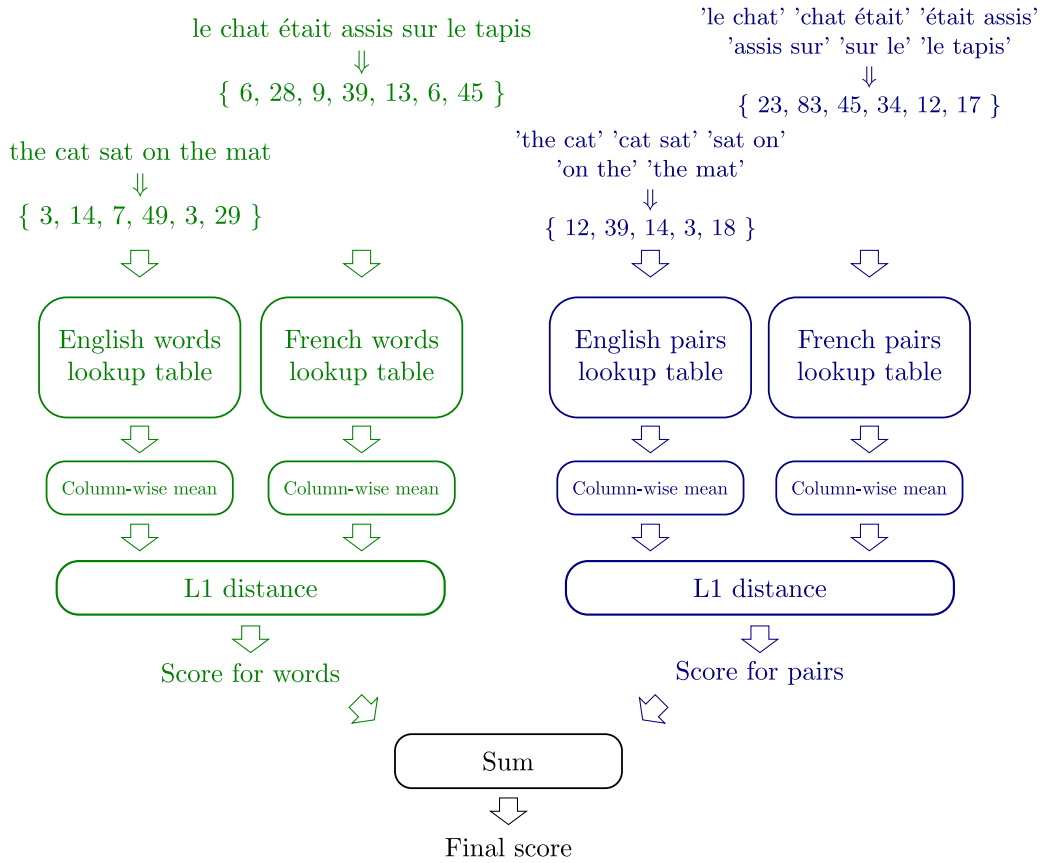 le chat était assis sur le tapis
⇓
{ 6, 28, 9, 39, 13, 6, 45 }
the cat sat on the mat
⇓
{ 3, 14, 7, 49, 3, 29 }
'le chat' 'chat était' 'était assis'
'assis sur' 'sur le' 'le tapis'
⇓
{ 23, 83, 45, 34, 12, 17 }
'the cat' 'cat sat' 'sat on'
'on the' 'the mat'
⇓
{ 12, 39, 14, 3, 18 }
English words
lookup table
French words
lookup table
English pairs
lookup table
French pairs
lookup table
Column-wise mean
Column-wise mean
Column-wise mean
Column-wise mean
L1 distance
L1 distance
Score for words
Score for pairs
Sum
Final score